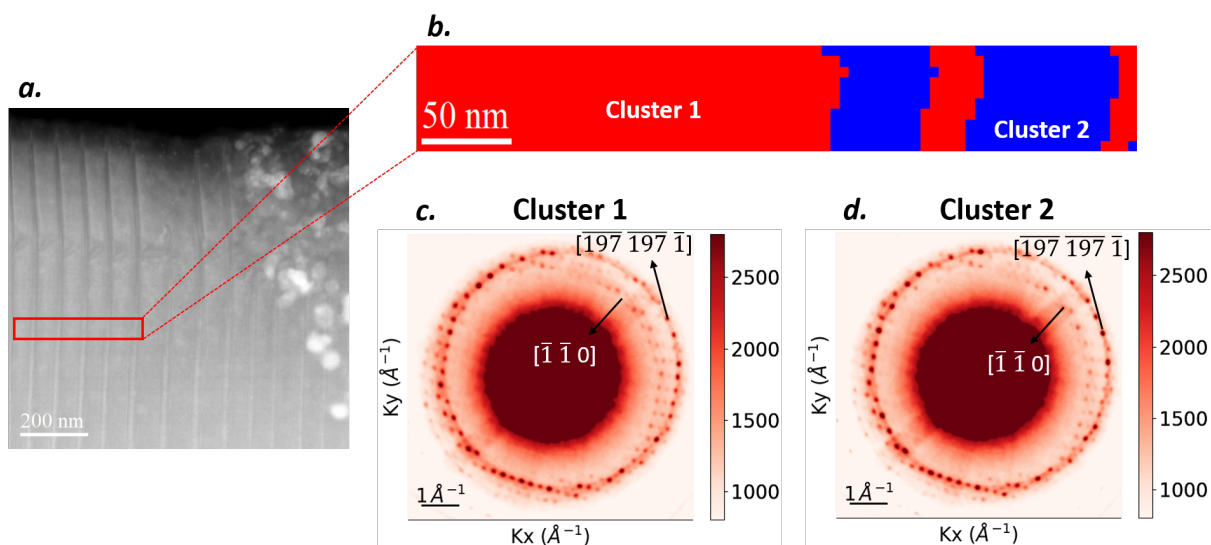 a.
b.
Cluster 1
50 nm
Cluster 2
200 nm
c.
Cluster 1
[1̅9̅7̅ 1̅9̅7̅ 1̅]
[1̅ 1̅ 0]
Ky (Å⁻¹)
1 Å⁻¹
Kx (Å⁻¹)
2500
2000
1500
1000
d.
Cluster 2
[1̅9̅7̅ 1̅9̅7̅ 1̅]
[1̅ 1̅ 0]
Ky (Å⁻¹)
1 Å⁻¹
Kx (Å⁻¹)
2500
2000
1500
1000